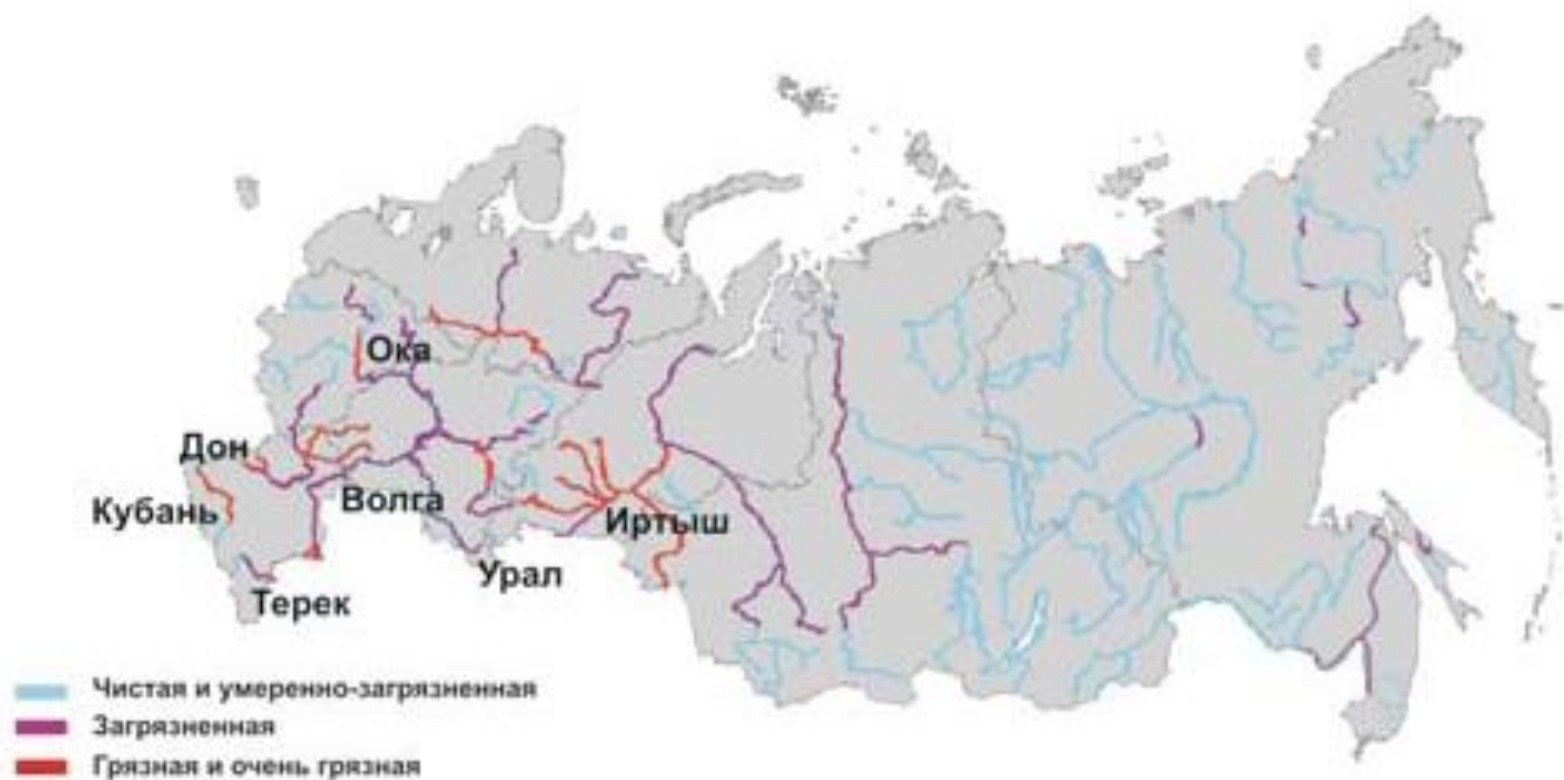 Ока
Дон
Волга
Кубань
Иртыш
Урал
Терек
Чистая и умеренно-загрязненная
Загрязненная
Грязная и очень грязная